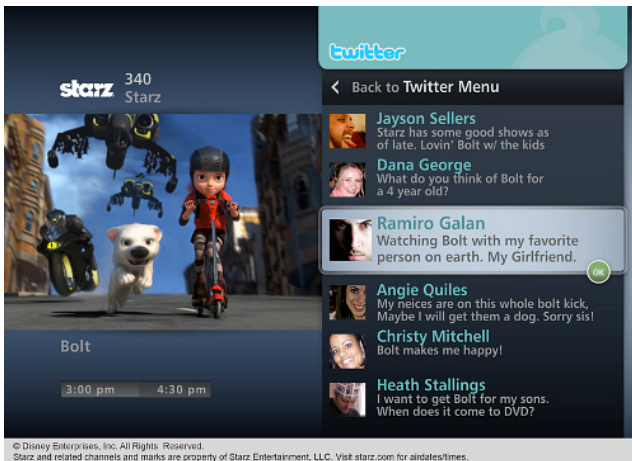 twitter
starz
340
Starz
Back to Twitter Menu
Jayson Sellers
Starz has some good shows as
of late. Lovin' Bolt w/ the kids
Dana George
What do you think of Bolt for
a 4 year old?
Ramiro Galan
Watching Bolt with my favorite
person on earth. My Girlfriend.
OK
Angie Quiles
My neices are on this whole bolt kick,
Maybe I will get them a dog. Sorry sis!
Christy Mitchell
Bolt makes me happy!
Heath Stallings
I want to get Bolt for my sons.
When does it come to DVD?
Bolt
3:00 pm 4:30 pm
© Disney Enterprises, Inc. All Rights Reserved.
Starz and related channels and marks are property of Starz Entertainment, LLC. Visit starz.com for airdates/times.